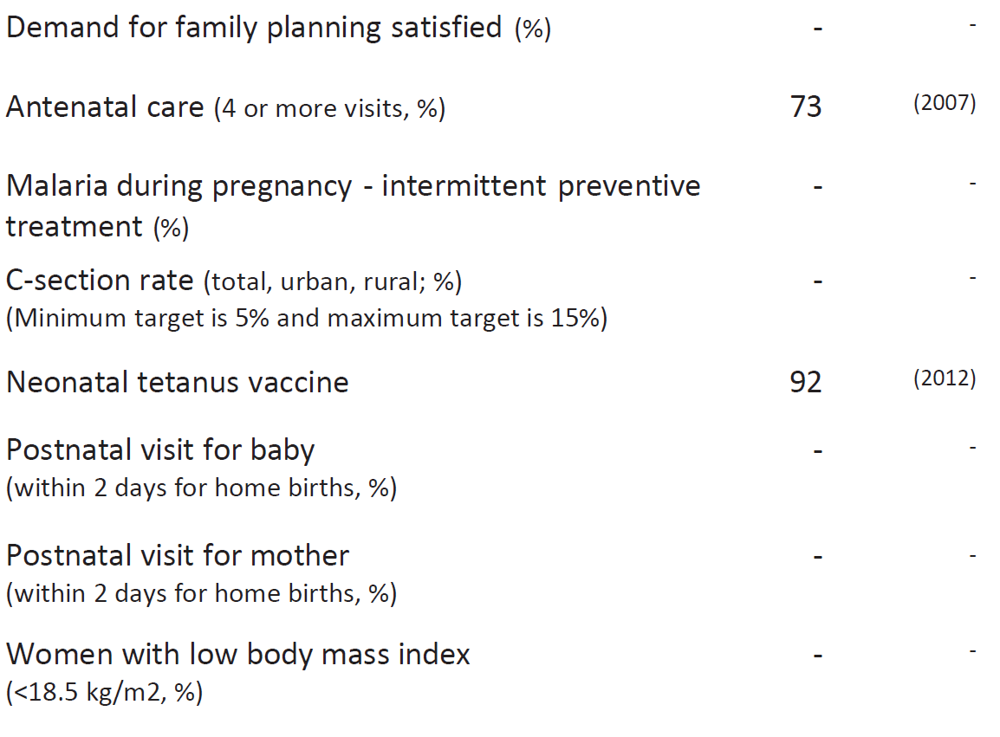 Demand for family planning satisfied (%) - -
Antenatal care (4 or more visits, %) 73 (2007)
Malaria during pregnancy - intermittent preventive - -
treatment (%)
C-section rate (total, urban, rural; %) - -
(Minimum target is 5% and maximum target is 15%)
Neonatal tetanus vaccine 92 (2012)
Postnatal visit for baby - -
(within 2 days for home births, %)
Postnatal visit for mother - -
(within 2 days for home births, %)
Women with low body mass index - -
(<18.5 kg/m2, %)